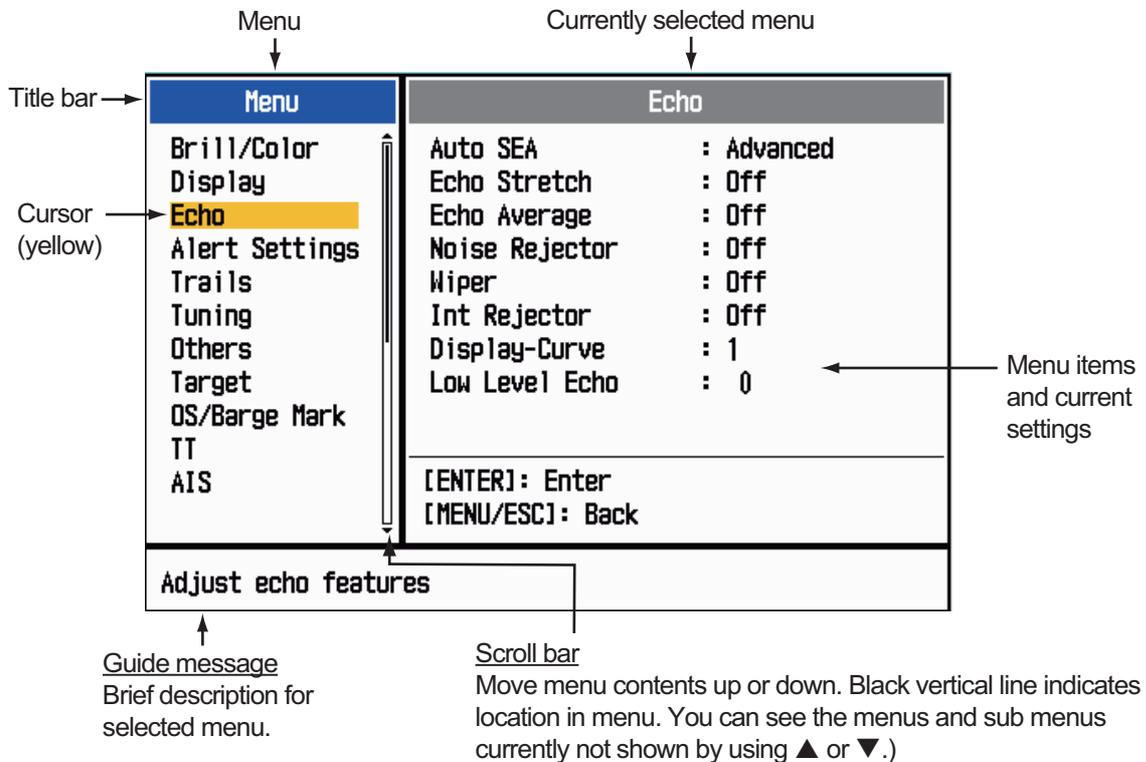 Menu
Currently selected menu
Title bar
Menu
Echo
Brill/Color
Display
Echo
Alert Settings
Trails
Tuning
Others
Target
OS/Barge Mark
TT
AIS
Auto SEA : Advanced
Echo Stretch : Off
Echo Average : Off
Noise Rejector : Off
Wiper : Off
Int Rejector : Off
Display-Curve : 1
Low Level Echo : 0
[ENTER]: Enter
[MENU/ESC]: Back
Adjust echo features
Cursor
(yellow)
Menu items
and current
settings
Guide message
Brief description for
selected menu.
Scroll bar
Move menu contents up or down. Black vertical line indicates
location in menu. You can see the menus and sub menus
currently not shown by using ▲ or ▼.)